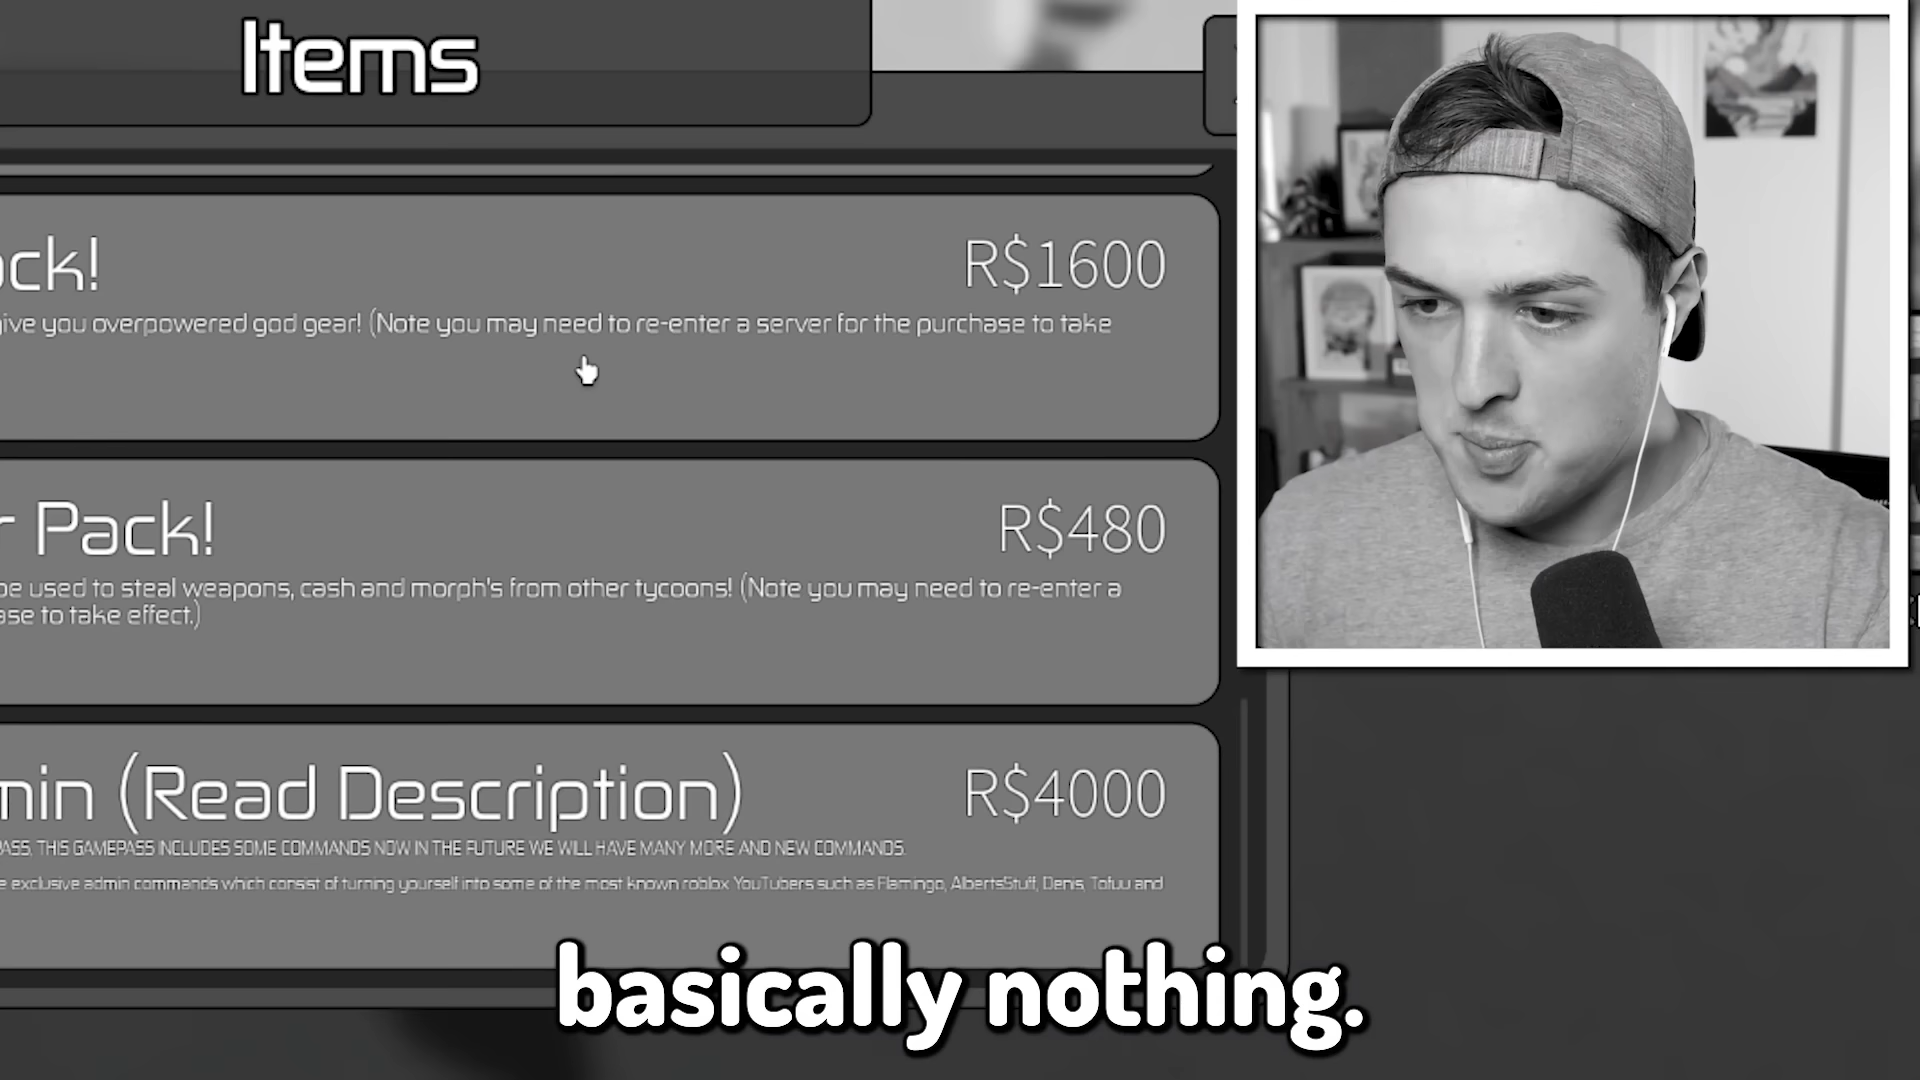 Items
ck!
R$1600
give you overpowered god gear! (Note you may need to re-enter a server for the purchase to take
Pack!
R$480
be used to steal weapons, cash and morph's from other tycoons! (Note you may need to re-enter a
ase to take effect.)
min (Read Description)
R$4000
PASS, THIS GAMEPASS INCLUDES SOME COMMANDS NOW IN THE FUTURE WE WILL HAVE MANY MORE AND NEW COMMANDS.
e exclusive admin commands which consist of turning yourself into some of the most known roblox YouTubers such as Flamingo, AlbertsStuff, Denis, Tofuu and
basically nothing.